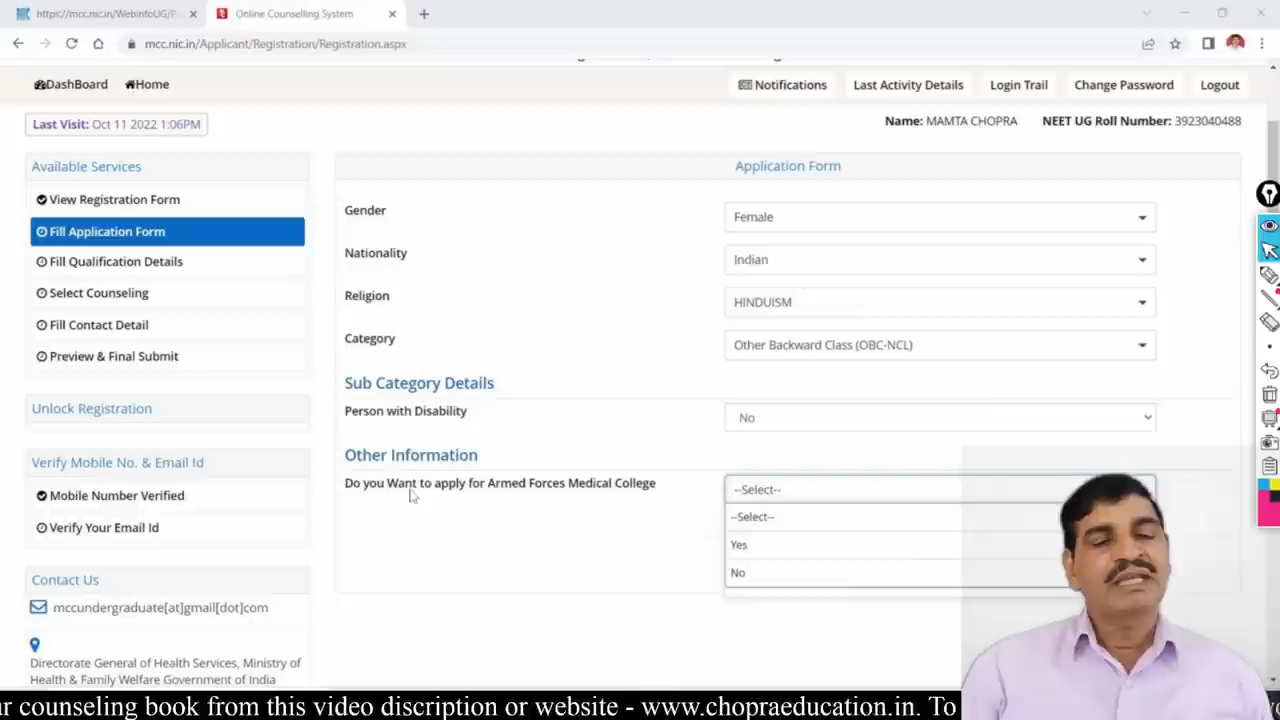 https://mcc.nic.in/WebinfoUG/P
Online Counselling System
mcc.nic.in/Applicant/Registration/Registration.aspx
DashBoard Home Notifications Last Activity Details Login Trail Change Password Logout
Last Visit: Oct 11 2022 1:06PM
Name: MAMTA CHOPRA NEET UG Roll Number: 3923040488
Available Services
View Registration Form
Fill Application Form
Fill Qualification Details
Select Counseling
Fill Contact Detail
Preview & Final Submit
Unlock Registration
Verify Mobile No. & Email Id
Mobile Number Verified
Verify Your Email Id
Contact Us
mccundergraduate[at]gmail[dot]com
Directorate General of Health Services, Ministry of
Health & Family Welfare Government of India
Application Form
Gender Female
Nationality Indian
Religion HINDUISM
Category Other Backward Class (OBC-NCL)
Sub Category Details
Person with Disability No
Other Information
Do you Want to apply for Armed Forces Medical College --Select--
--Select--
Yes
No
r counseling book from this video discription or website - www.chopraeducation.in. To